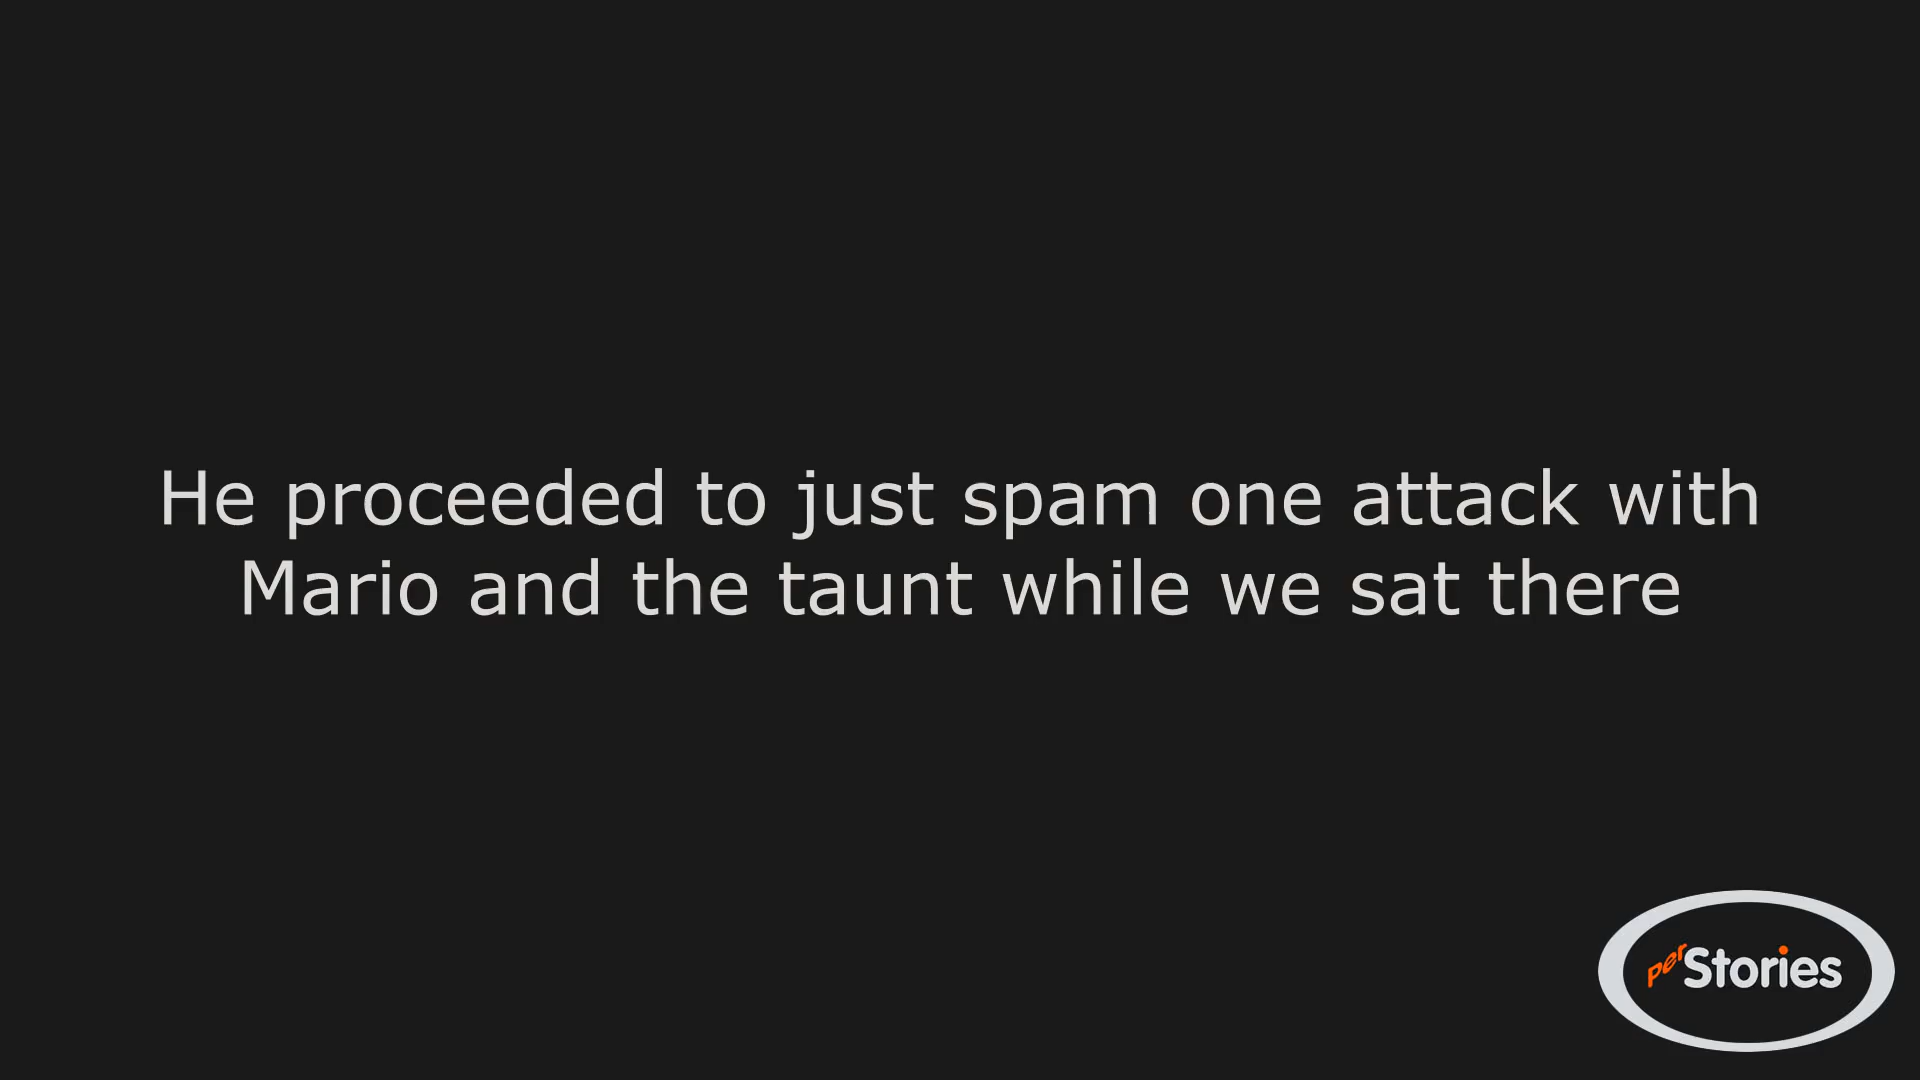 He proceeded to just spam one attack with
Mario and the taunt while we sat there
perStories